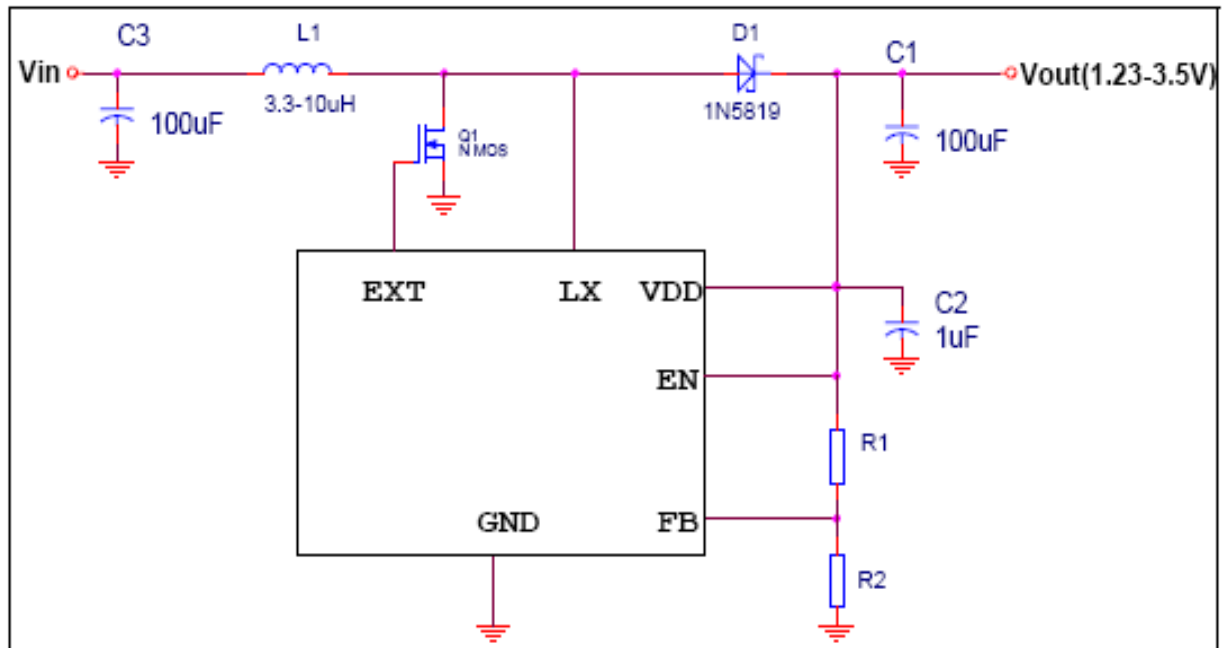 C3
L1
D1
C1
Vin
Vout(1.23-3.5V)
3.3-10uH
1N5819
100uF
Q1
NMOS
100uF
EXT
LX
VDD
C2
1uF
EN
R1
GND
FB
R2